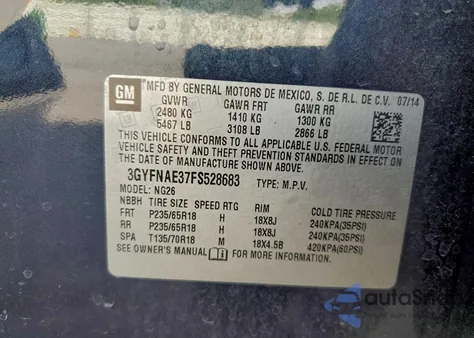 GM
MFD BY GENERAL MOTORS DE MEXICO, S. DE R.L. DE C.V. 07/14
GVWR GAWR FRT GAWR RR
2480 KG 1410 KG 1300 KG
5467 LB 3108 LB 2866 LB
THIS VEHICLE CONFORMS TO ALL APPLICABLE U.S.
FEDERAL MOTOR VEHICLE SAFETY, BUMPER, AND
THEFT PREVENTION STANDARDS IN EFFECT ON THE
DATE OF MANUFACTURE SHOWN ABOVE.
3GYFNAE37FS528683 TYPE: M.P.V.
MODEL: NG26
NBBH TIRE SIZE SPEED RTG RIM COLD TIRE PRESSURE
FRT P235/65R18 H 18X8J 240KPA(35PSI)
RR P235/65R18 H 18X8J 240KPA(35PSI)
SPA T135/70R18 M 18X4.5B 420KPA(60PSI)
SEE OWNER'S MANUAL FOR MORE INFORMATION.
autoSnap